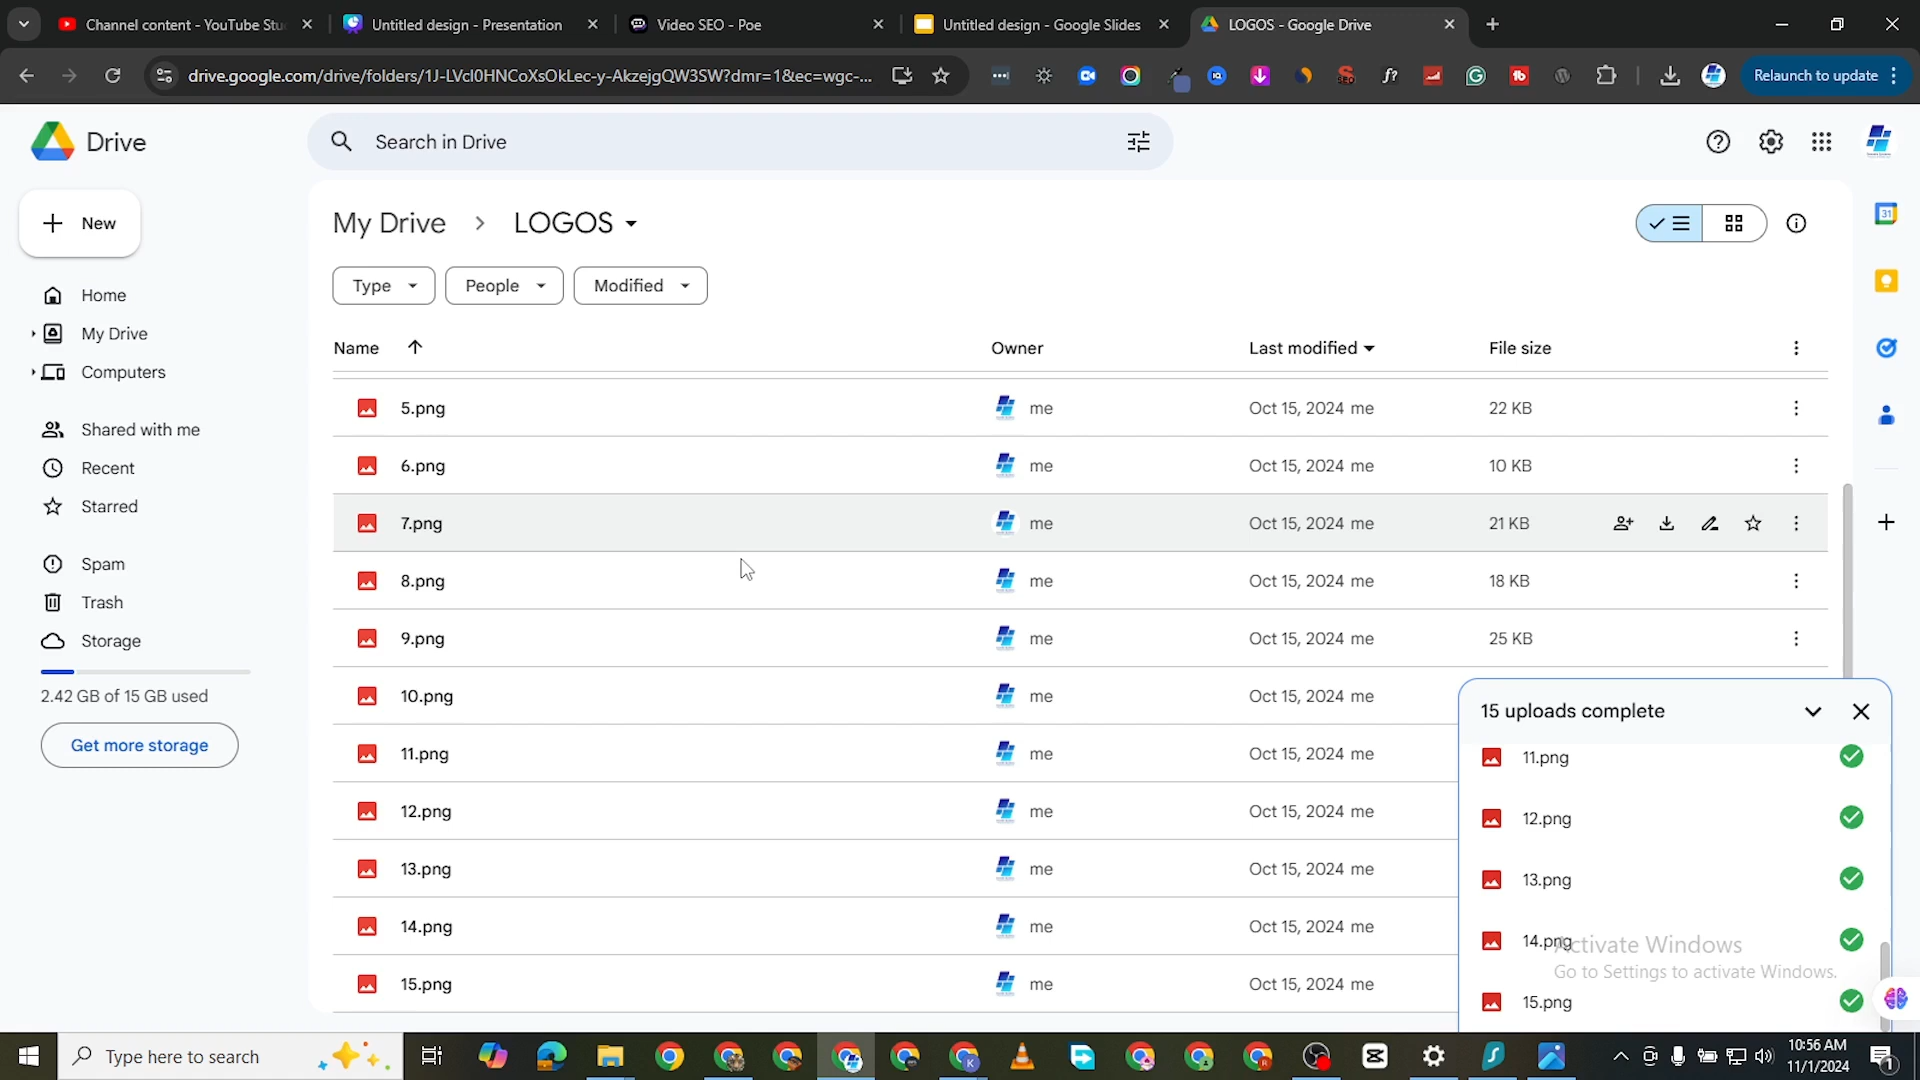 Channel content - YouTube Stu
Untitled design - Presentation
Video SEO - Poe
Untitled design - Google Slides
LOGOS - Google Drive
drive.google.com/drive/folders/1J-LVcl0HNCoXsOkLec-y-AkzejgQW3SW?dmr=1&ec=wgc-...
Relaunch to update
Drive
Search in Drive
New
My Drive > LOGOS
Type
People
Modified
Home
My Drive
Computers
Shared with me
Recent
Starred
Spam
Trash
Storage
2.42 GB of 15 GB used
Get more storage
Name Owner Last modified File size
5.png me Oct 15, 2024 me 22 KB
6.png me Oct 15, 2024 me 10 KB
7.png me Oct 15, 2024 me 21 KB
8.png me Oct 15, 2024 me 18 KB
9.png me Oct 15, 2024 me 25 KB
10.png me Oct 15, 2024 me
11.png me Oct 15, 2024 me
12.png me Oct 15, 2024 me
13.png me Oct 15, 2024 me
14.png me Oct 15, 2024 me
15.png me Oct 15, 2024 me
15 uploads complete
11.png
12.png
13.png
14.png
15.png
Activate Windows
Go to Settings to activate Windows.
Type here to search
10:56 AM
11/1/2024